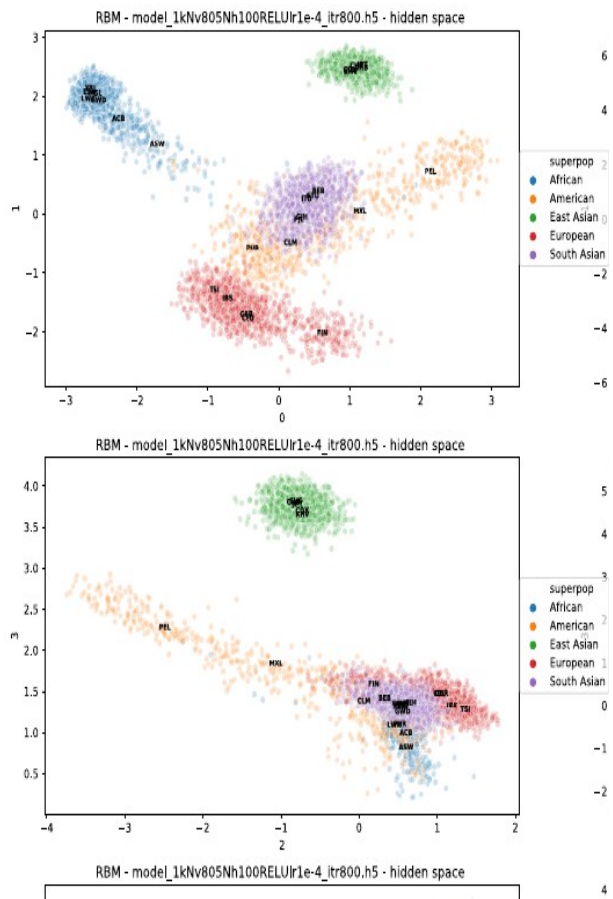 RBM - model_1kNv805Nh100RELUlr1e-4_itr800.h5 - hidden space
3
2
1
0
−1
−2
1
−3
−2
−1
0
1
2
3
0
ACB
ASW
PEL
MXL
PUR
CLM
TSI
IBS
GBR
FIN
6
4
2
0
−2
−4
−6
superpop
African
American
East Asian
European
South Asian
RBM - model_1kNv805Nh100RELUlr1e-4_itr800.h5 - hidden space
4.0
3.5
3.0
2.5
2.0
1.5
1.0
0.5
3
−4
−3
−2
−1
0
1
2
2
PEL
MXL
FIN
CLM
BEB
GWD
IBS
TSI
ACB
ASW
5
4
3
2
1
0
−1
−2
superpop
African
American
East Asian
European
South Asian
RBM - model_1kNv805Nh100RELUlr1e-4_itr800.h5 - hidden space
4